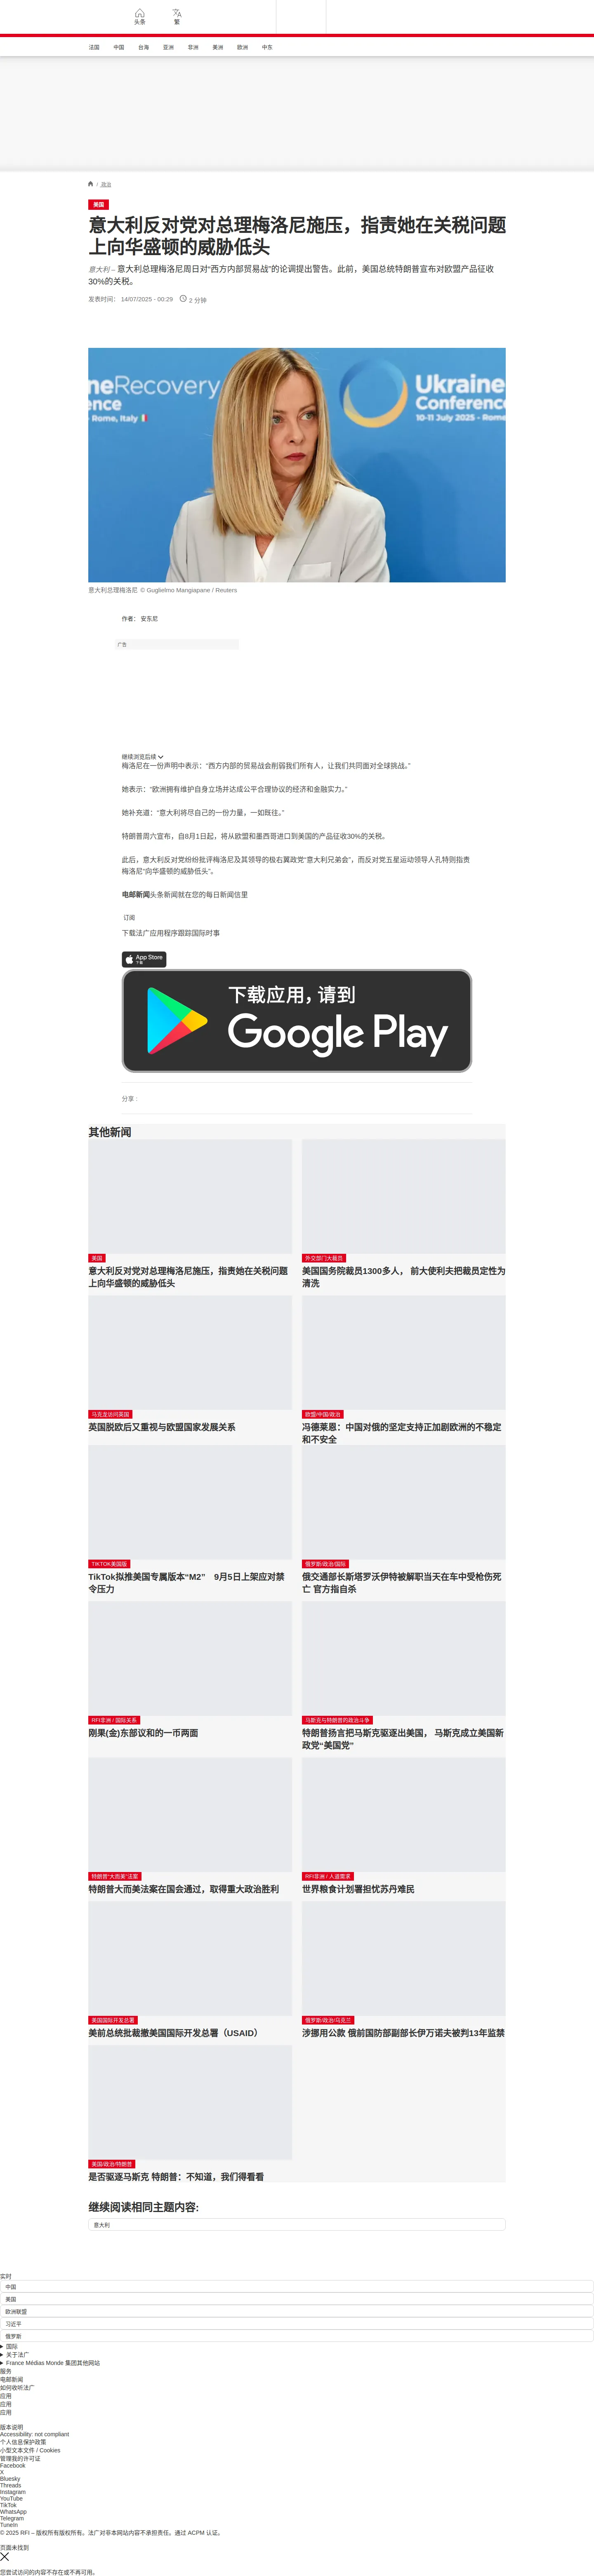 头条
繁
法国
中国
台海
亚洲
非洲
美洲
欧洲
中东
/ 政治
美国
意大利反对党对总理梅洛尼施压，指责她在关税问题
上向华盛顿的威胁低头
意大利 – 意大利总理梅洛尼周日对“西方内部贸易战”的论调提出警告。此前，美国总统特朗普宣布对欧盟产品征收
30%的关税。
发表时间： 14/07/2025 - 00:29
2 分钟
ineRecovery
nference
- Rome, Italy
Ukraine
Conferenc
10-11 July 2025 - Rome
意大利总理梅洛尼 © Guglielmo Mangiapane / Reuters
作者： 安东尼
广告
继续浏览后续
梅洛尼在一份声明中表示：“西方内部的贸易战会削弱我们所有人，让我们共同面对全球挑战。”
她表示：“欧洲拥有维护自身立场并达成公平合理协议的经济和金融实力。”
她补充道：“意大利将尽自己的一份力量，一如既往。”
特朗普周六宣布，自8月1日起，将从欧盟和墨西哥进口到美国的产品征收30%的关税。
此后，意大利反对党纷纷批评梅洛尼及其领导的极右翼政党“意大利兄弟会”，而反对党五星运动领导人孔特则指责
梅洛尼“向华盛顿的威胁低头”。
电邮新闻头条新闻就在您的每日新闻信里
订阅
下载法广应用程序跟踪国际时事
App Store
下载
下载应用，请到
Google Play
分享 :
其他新闻
美国
意大利反对党对总理梅洛尼施压，指责她在关税问题
上向华盛顿的威胁低头
外交部门大裁员
美国国务院裁员1300多人， 前大使利夫把裁员定性为
清洗
马克龙访问英国
英国脱欧后又重视与欧盟国家发展关系
欧盟/中国/政治
冯德莱恩：中国对俄的坚定支持正加剧欧洲的不稳定
和不安全
TIKTOK美国版
TikTok拟推美国专属版本“M2” 9月5日上架应对禁
令压力
俄罗斯/政治/国际
俄交通部长斯塔罗沃伊特被解职当天在车中受枪伤死
亡 官方指自杀
RFI非洲 / 国际关系
刚果(金)东部议和的一币两面
马斯克与特朗普的政治斗争
特朗普扬言把马斯克驱逐出美国， 马斯克成立美国新
政党“美国党”
特朗普“大而美”法案
特朗普大而美法案在国会通过，取得重大政治胜利
RFI非洲 / 人道需求
世界粮食计划署担忧苏丹难民
美国国际开发总署
美前总统批裁撤美国国际开发总署（USAID）
俄罗斯/政治/乌克兰
涉挪用公款 俄前国防部副部长伊万诺夫被判13年监禁
美国/政治/特朗普
是否驱逐马斯克 特朗普：不知道，我们得看看
继续阅读相同主题内容:
意大利
实时
中国
美国
欧洲联盟
习近平
俄罗斯
国际
关于法广
France Médias Monde 集团其他网站
服务
电邮新闻
如何收听法广
应用
应用
应用
版本说明
Accessibility: not compliant
个人信息保护政策
小型文本文件 / Cookies
管理我的许可证
Facebook
X
Bluesky
Threads
Instagram
YouTube
TikTok
WhatsApp
Telegram
TuneIn
© 2025 RFI – 版权所有版权所有。法广对非本网站内容不承担责任。通过 ACPM 认证。
页面未找到
您尝试访问的内容不存在或不再可用。